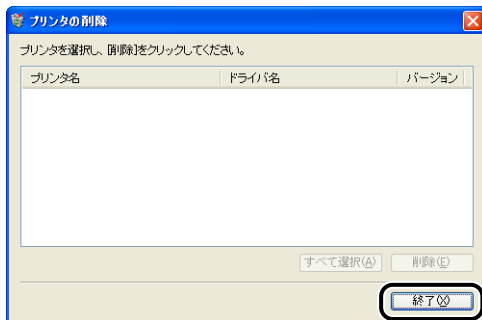 プリンタの削除
プリンタを選択し、[削除]をクリックしてください。
プリンタ名 ドライバ名 バージョン
すべて選択(A) 削除(E)
終了(X)